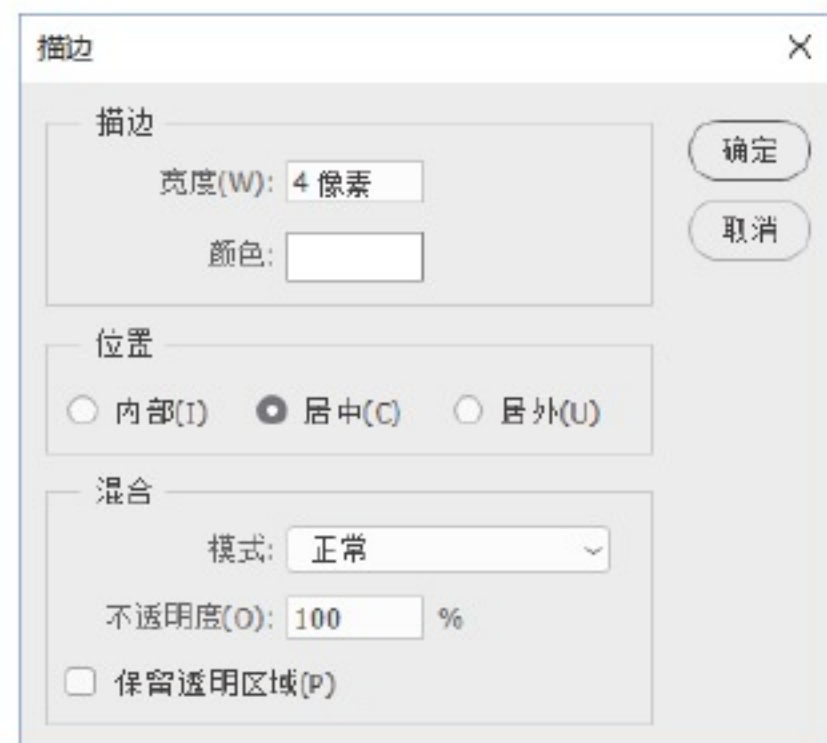 描边
描边
宽度(W): 4 像素
颜色:
确定
取消
位置
内部(I) 居中(C) 居外(U)
混合
模式: 正常
不透明度(O): 100 %
保留透明区域(P)